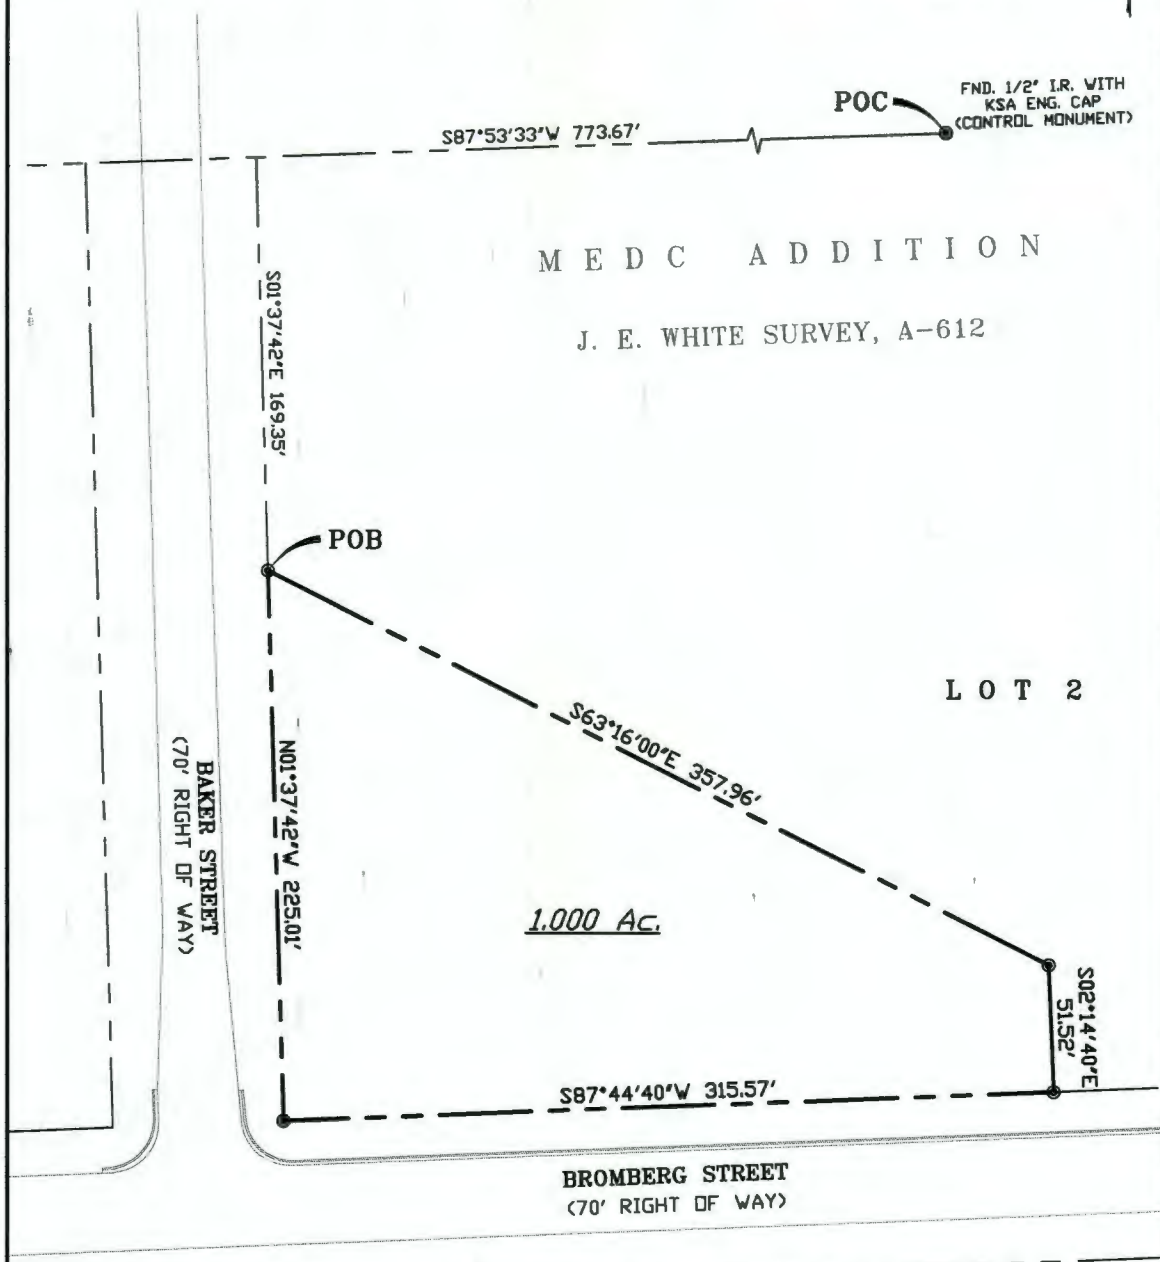 POC
FND. 1/2" I.R. WITH
KSA ENG. CAP
(CONTROL MONUMENT)
S87°53'33"W 773.67'
MEDC ADDITION
J. E. WHITE SURVEY, A-612
S01°37'42"E 169.35'
POB
LOT 2
S63°16'00"E 357.96'
BAKER STREET
(70' RIGHT OF WAY)
N01°37'42"W 225.01'
1.000 Ac.
S02°14'40"E
51.52'
S87°44'40"W 315.57'
BROMBERG STREET
(70' RIGHT OF WAY)